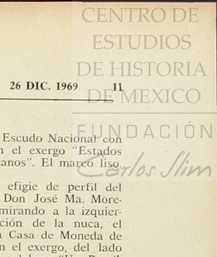 CENTRO DE
ESTUDIOS
DE HISTORIA
DE MEXICO
FUNDACIÓN
Carlos Slim
26 DIC. 1969 11
Escudo Nacional con
el exergo "Estados
anos". El marco liso.
efigie de perfil del
Don José Ma. More-
mirando a la izquier-
ción de la nuca, el
Casa de Moneda de
el exergo, del lado